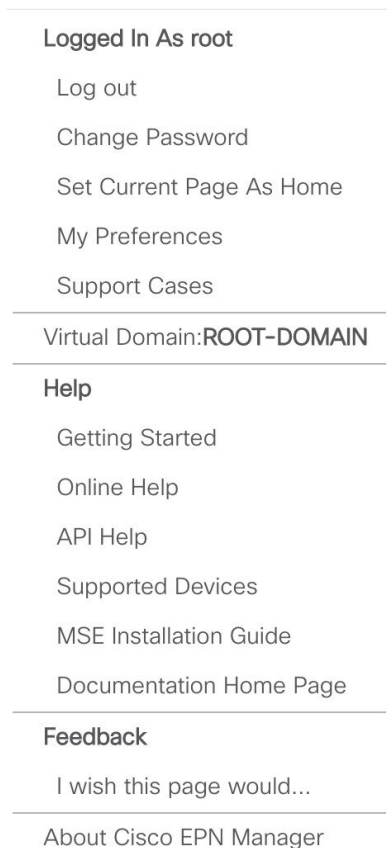 Logged In As root
Log out
Change Password
Set Current Page As Home
My Preferences
Support Cases
Virtual Domain:ROOT-DOMAIN
Help
Getting Started
Online Help
API Help
Supported Devices
MSE Installation Guide
Documentation Home Page
Feedback
I wish this page would...
About Cisco EPN Manager